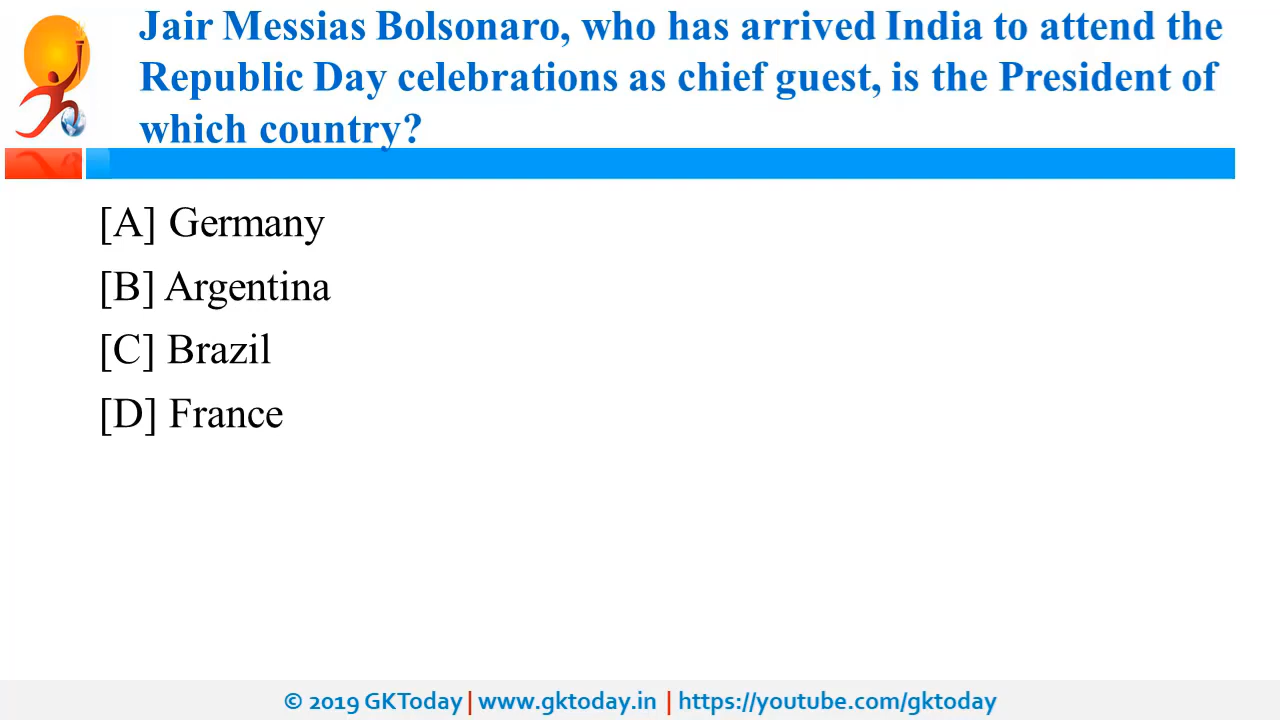 Jair Messias Bolsonaro, who has arrived India to attend the
Republic Day celebrations as chief guest, is the President of
which country?
[A] Germany
[B] Argentina
[C] Brazil
[D] France
© 2019 GKToday | www.gktoday.in | https://youtube.com/gktoday